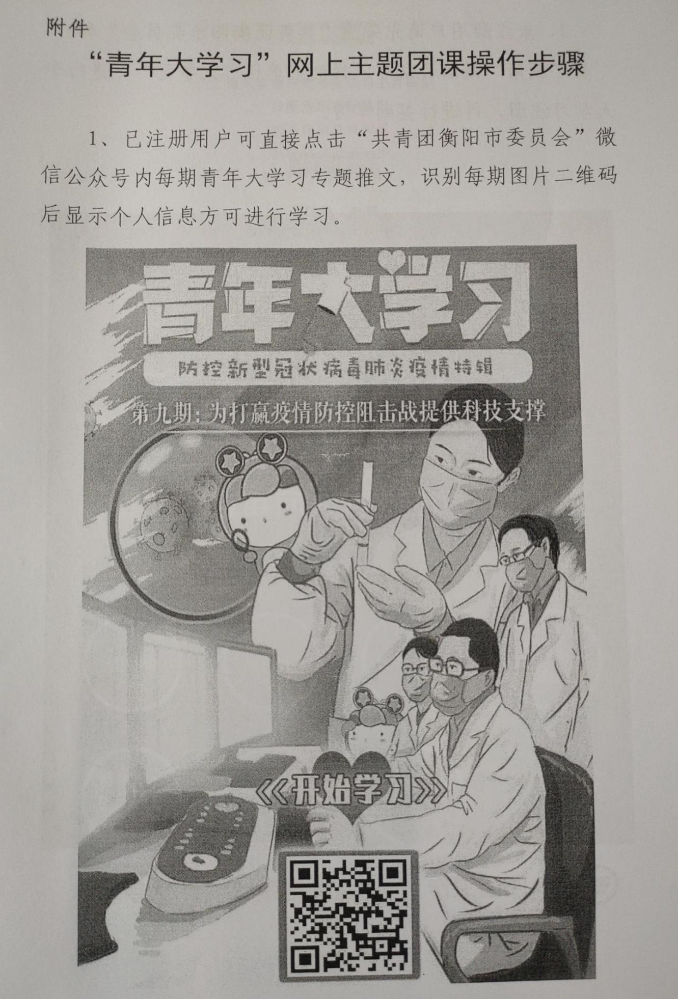 附件
“青年大学习”网上主题团课操作步骤
1、已注册用户可直接点击“共青团衡阳市委员会”微
信公众号内每期青年大学习专题推文，识别每期图片二维码
后显示个人信息方可进行学习。
青年大学习
防控新型冠状病毒肺炎疫情特辑
第九期：为打赢疫情防控阻击战提供科技支撑
《《开始学习》》